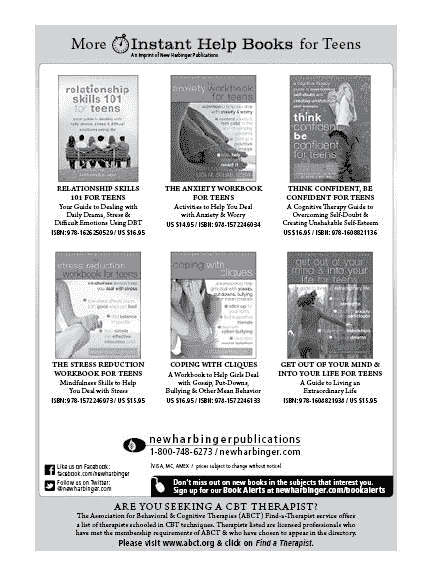 More Instant Help Books for Teens
An Imprint of New Harbinger Publications
relationship
skills 101
for teens
anxiety workbook
for teens
think
confident,
be
confident
for teens
RELATIONSHIP SKILLS
101 FOR TEENS
Your Guide to Dealing with
Daily Drama, Stress &
Difficult Emotions Using DBT
ISBN: 978-1626250529 / US $16.95
THE ANXIETY WORKBOOK
FOR TEENS
Activities to Help You Deal
with Anxiety & Worry
US $14.95 / ISBN: 978-1572246034
THINK CONFIDENT, BE
CONFIDENT FOR TEENS
A Cognitive Therapy Guide to
Overcoming Self-Doubt &
Creating Unshakable Self-Esteem
US $16.95 / ISBN: 978-1608821136
stress reduction
workbook for teens
coping with
cliques
get out of your
mind & into your
life for teens
THE STRESS REDUCTION
WORKBOOK FOR TEENS
Mindfulness Skills to Help
You Deal with Stress
ISBN: 978-1572246973 / US $15.95
COPING WITH CLIQUES
A Workbook to Help Girls Deal
with Gossip, Put-Downs,
Bullying & Other Mean Behavior
US $16.95 / ISBN: 978-1572246133
GET OUT OF YOUR MIND &
INTO YOUR LIFE FOR TEENS
A Guide to Living an
Extraordinary Life
ISBN: 978-1608821938 / US $15.95
newharbingerpublications
1-800-748-6273 / newharbinger.com
(VISA, MC, AMEX / prices subject to change without notice)
Like us on Facebook:
facebook.com/newharbinger
Follow us on Twitter:
@newharbinger.com
Don't miss out on new books in the subjects that interest you.
Sign up for our Book Alerts at newharbinger.com/bookalerts
ARE YOU SEEKING A CBT THERAPIST?
The Association for Behavioral & Cognitive Therapies (ABCT) Find-a-Therapist service offers
a list of therapists schooled in CBT techniques. Therapists listed are licensed professionals who
have met the membership requirements of ABCT & who have chosen to appear in the directory.
Please visit www.abct.org & click on Find a Therapist.